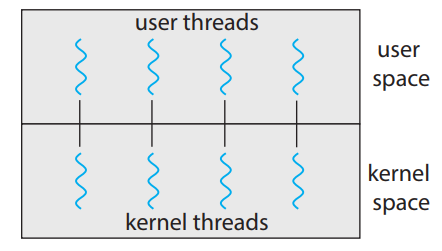 user threads
user
space
kernel
space
kernel threads